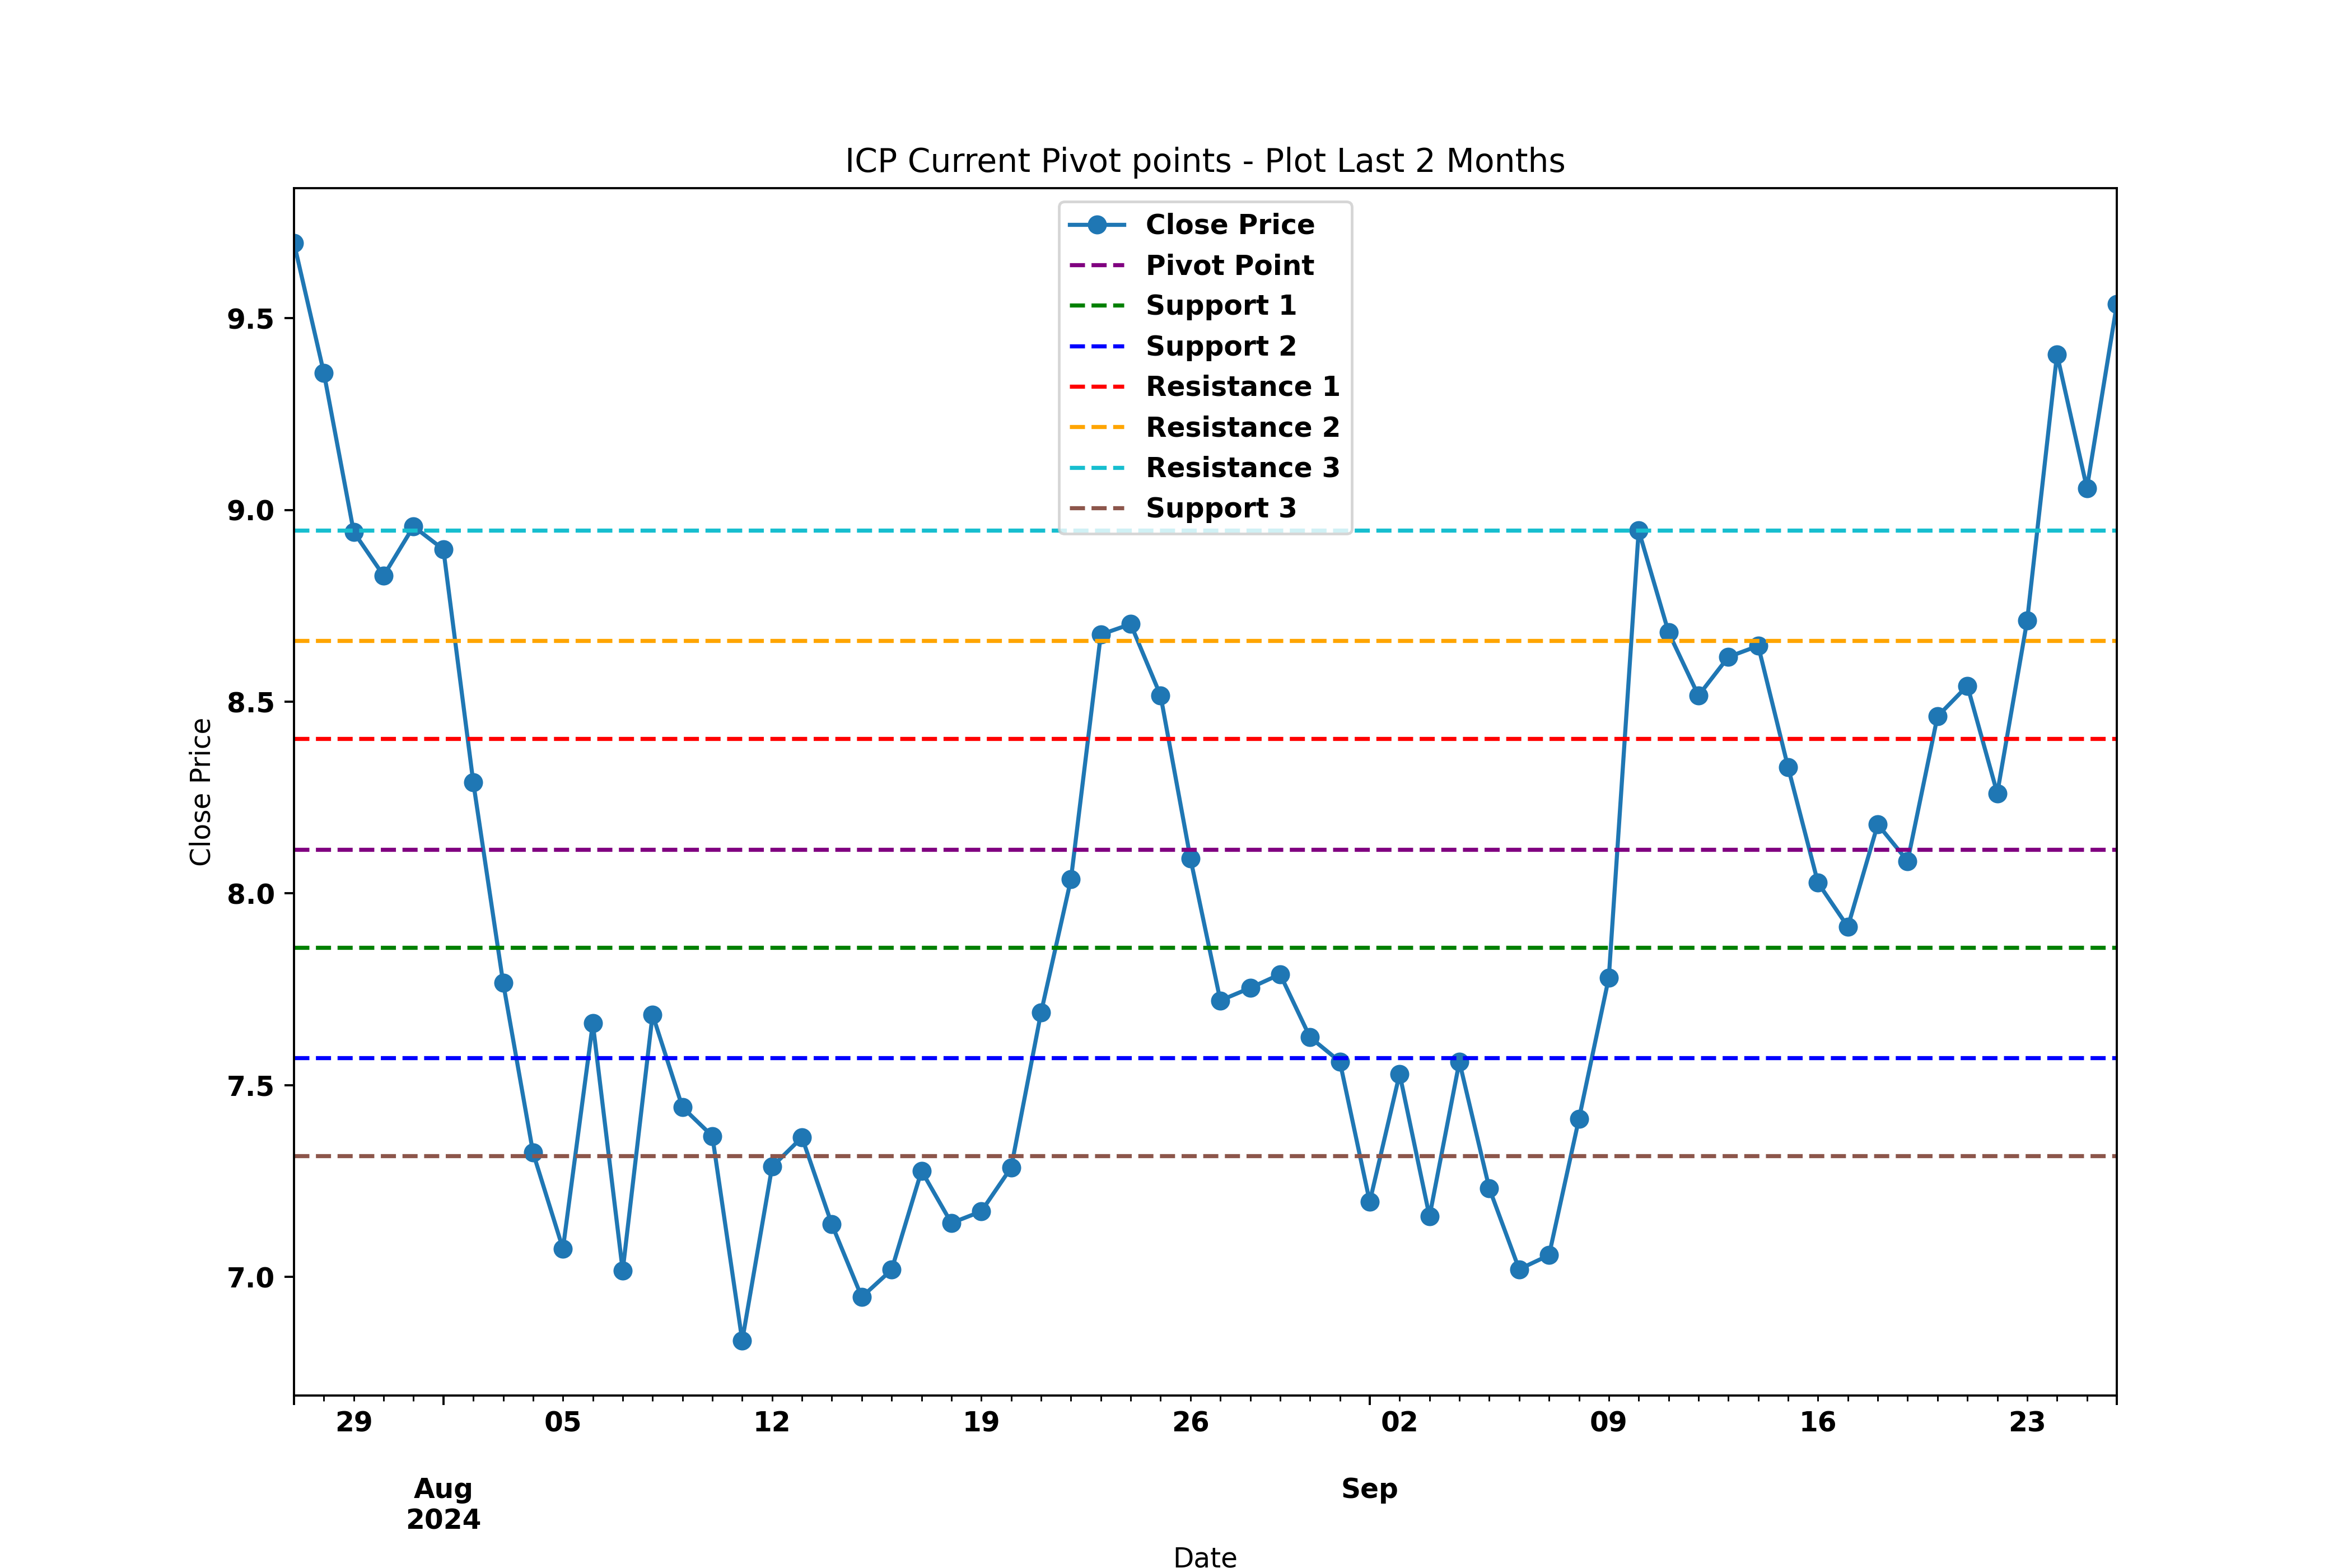 ICP Current Pivot points - Plot Last 2 Months
Close Price
Pivot Point
Support 1
Support 2
Resistance 1
Resistance 2
Resistance 3
Support 3
9.5
9.0
8.5
8.0
7.5
7.0
Close Price
29 05 12 19 26 02 09 16 23
Aug Sep
2024
Date